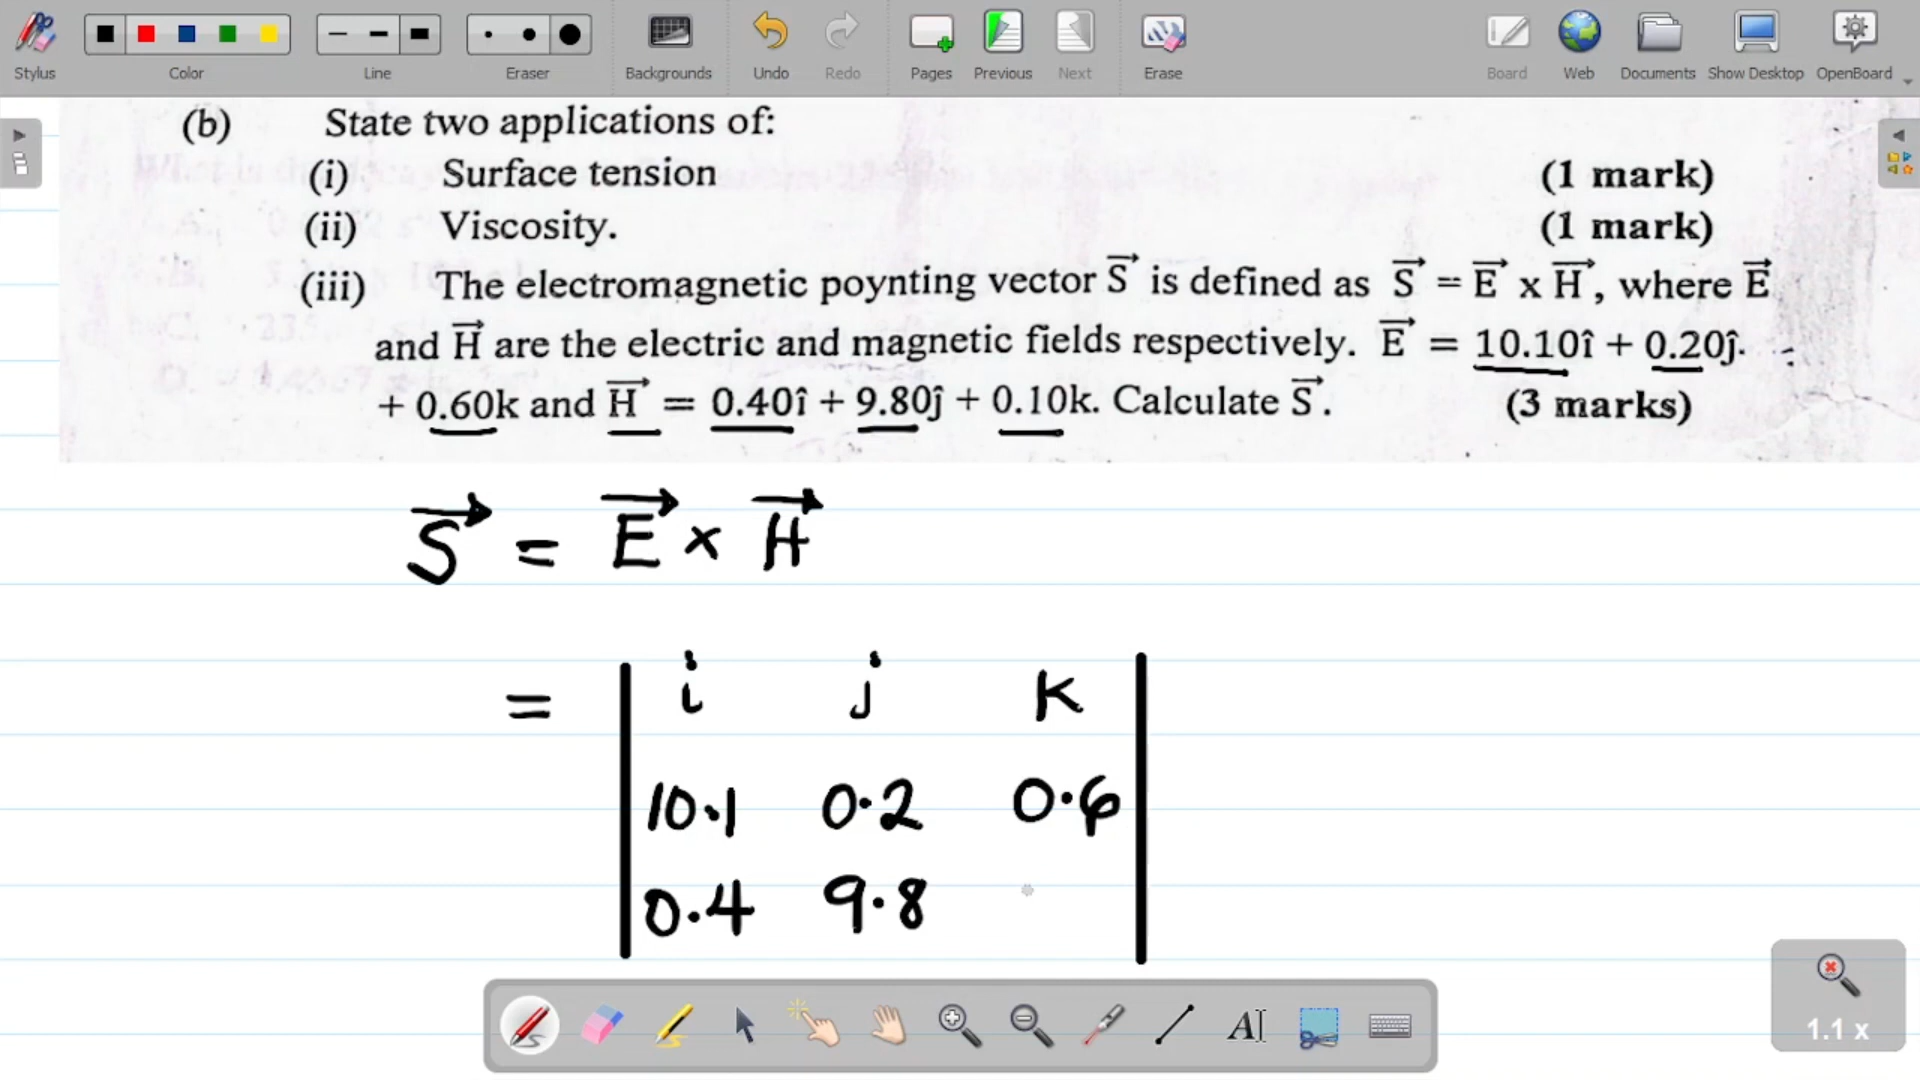 Stylus Color Line Eraser Backgrounds Undo Redo Pages Previous Next Erase Board Web Documents Show Desktop OpenBoard
(b) State two applications of:
(i) Surface tension (1 mark)
(ii) Viscosity. (1 mark)
(iii) The electromagnetic poynting vector S⃗ is defined as S⃗ = E⃗ x H⃗, where E⃗
and H⃗ are the electric and magnetic fields respectively. E⃗ = 10.10î + 0.20ĵ
+ 0.60k and H⃗ = 0.40î + 9.80ĵ + 0.10k. Calculate S⃗. (3 marks)
S⃗ = E⃗ × H⃗
= | i j k |
10.1 0.2 0.6
0.4 9.8
1.1 x